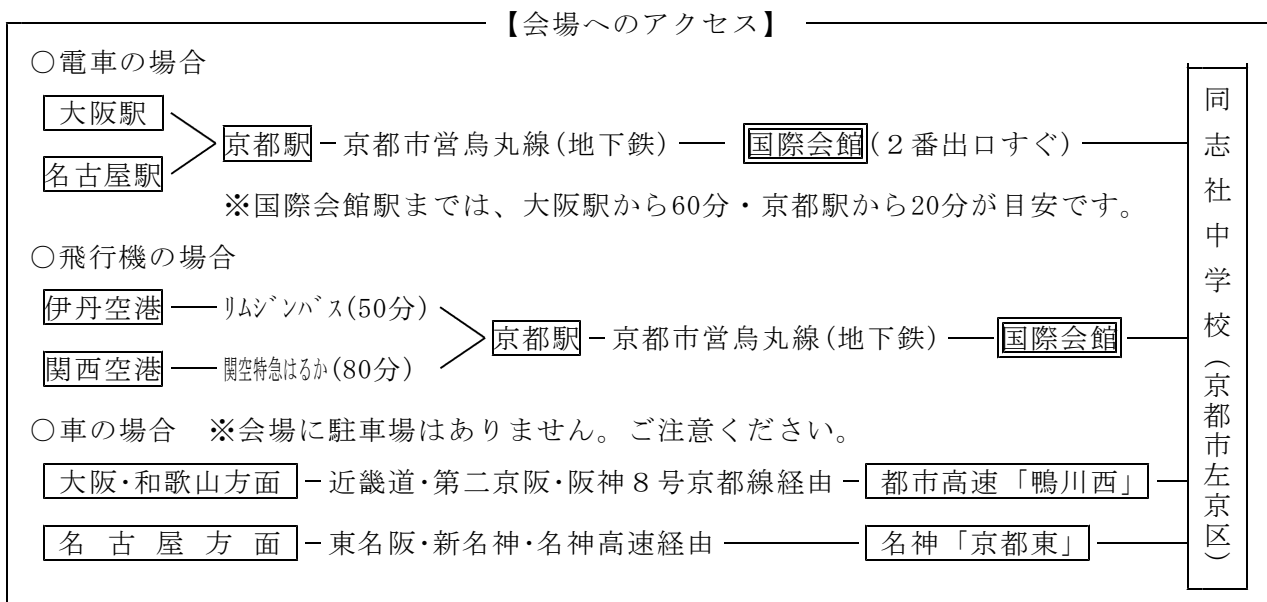 【会場へのアクセス】
○電車の場合
大阪駅
名古屋駅
京都駅 京都市営烏丸線(地下鉄) 国際会館(２番出口すぐ)
※国際会館駅までは、大阪駅から60分・京都駅から20分が目安です。
○飛行機の場合
伊丹空港 ﾘﾑｼﾞﾝﾊﾞｽ(50分)
関西空港 関空特急はるか(80分)
京都駅 京都市営烏丸線(地下鉄) 国際会館
○車の場合 ※会場に駐車場はありません。ご注意ください。
大阪･和歌山方面 近畿道･第二京阪･阪神８号京都線経由 都市高速「鴨川西」
名古屋方面 東名阪･新名神･名神高速経由 名神「京都東」
同志社中学校（京都市左京区）